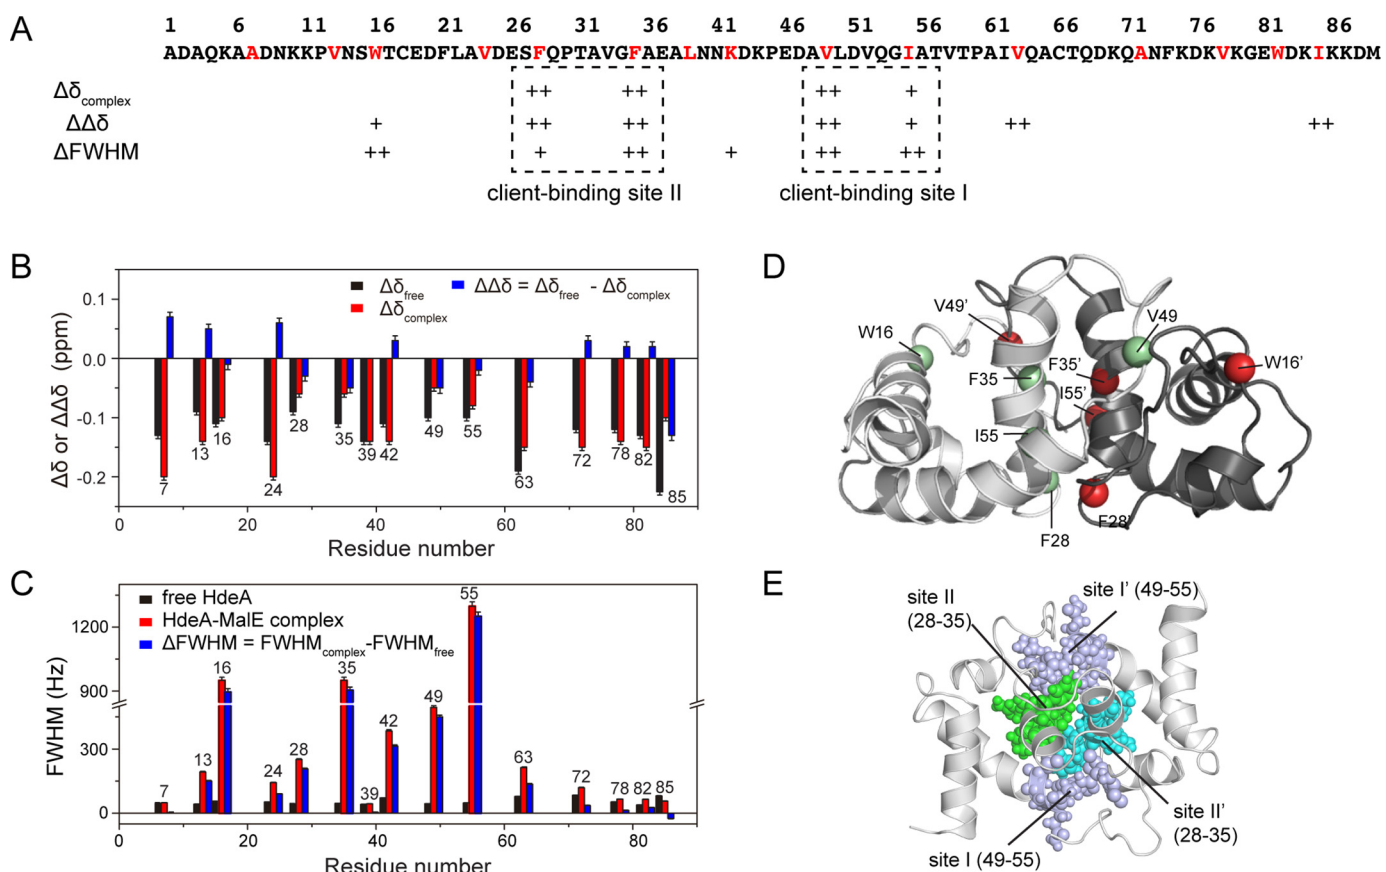 A
1 6 11 16 21 26 31 36 41 46 51 56 61 66 71 76 81 86
ADAQKAADNKKPVNSWTCEDFLAVDESFQPTAVGFAEALNNKDKPEDAVLDVQGIATVTPAIVQACTQDKQANFKDKVKGEWDKIKKDM
Δδcomplex ++ ++ ++ +
ΔΔδ + ++ ++ ++ + ++ ++
ΔFWHM ++ + ++ + ++ ++
client-binding site II client-binding site I
B
Δδfree ΔΔδ = Δδfree - Δδcomplex
Δδcomplex
Δδ or ΔΔδ (ppm)
0.1
0.0
-0.1
-0.2
7 13 16 24 28 35 39 42 49 55 63 72 78 82 85
0 20 40 60 80
Residue number
C
free HdeA
HdeA-MalE complex
ΔFWHM = FWHMcomplex-FWHMfree
FWHM (Hz)
1200
900
300
0
7 13 16 24 28 35 39 42 49 55 63 72 78 82 85
0 20 40 60 80
Residue number
D
W16
V49'
V49
F35
F35'
W16'
I55'
I55
F28
F28'
E
site I' (49-55)
site II
(28-35)
site II'
(28-35)
site I (49-55)